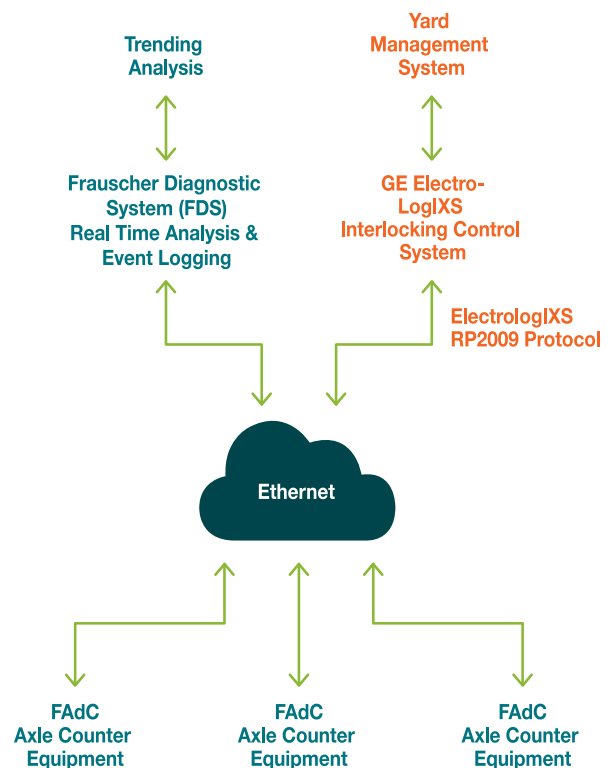 Trending
Analysis
Yard
Management
System
Frauscher Diagnostic
System (FDS)
Real Time Analysis &
Event Logging
GE Electro-
LogIXS
Interlocking Control
System
ElectrologIXS
RP2009 Protocol
Ethernet
FAdC
Axle Counter
Equipment
FAdC
Axle Counter
Equipment
FAdC
Axle Counter
Equipment